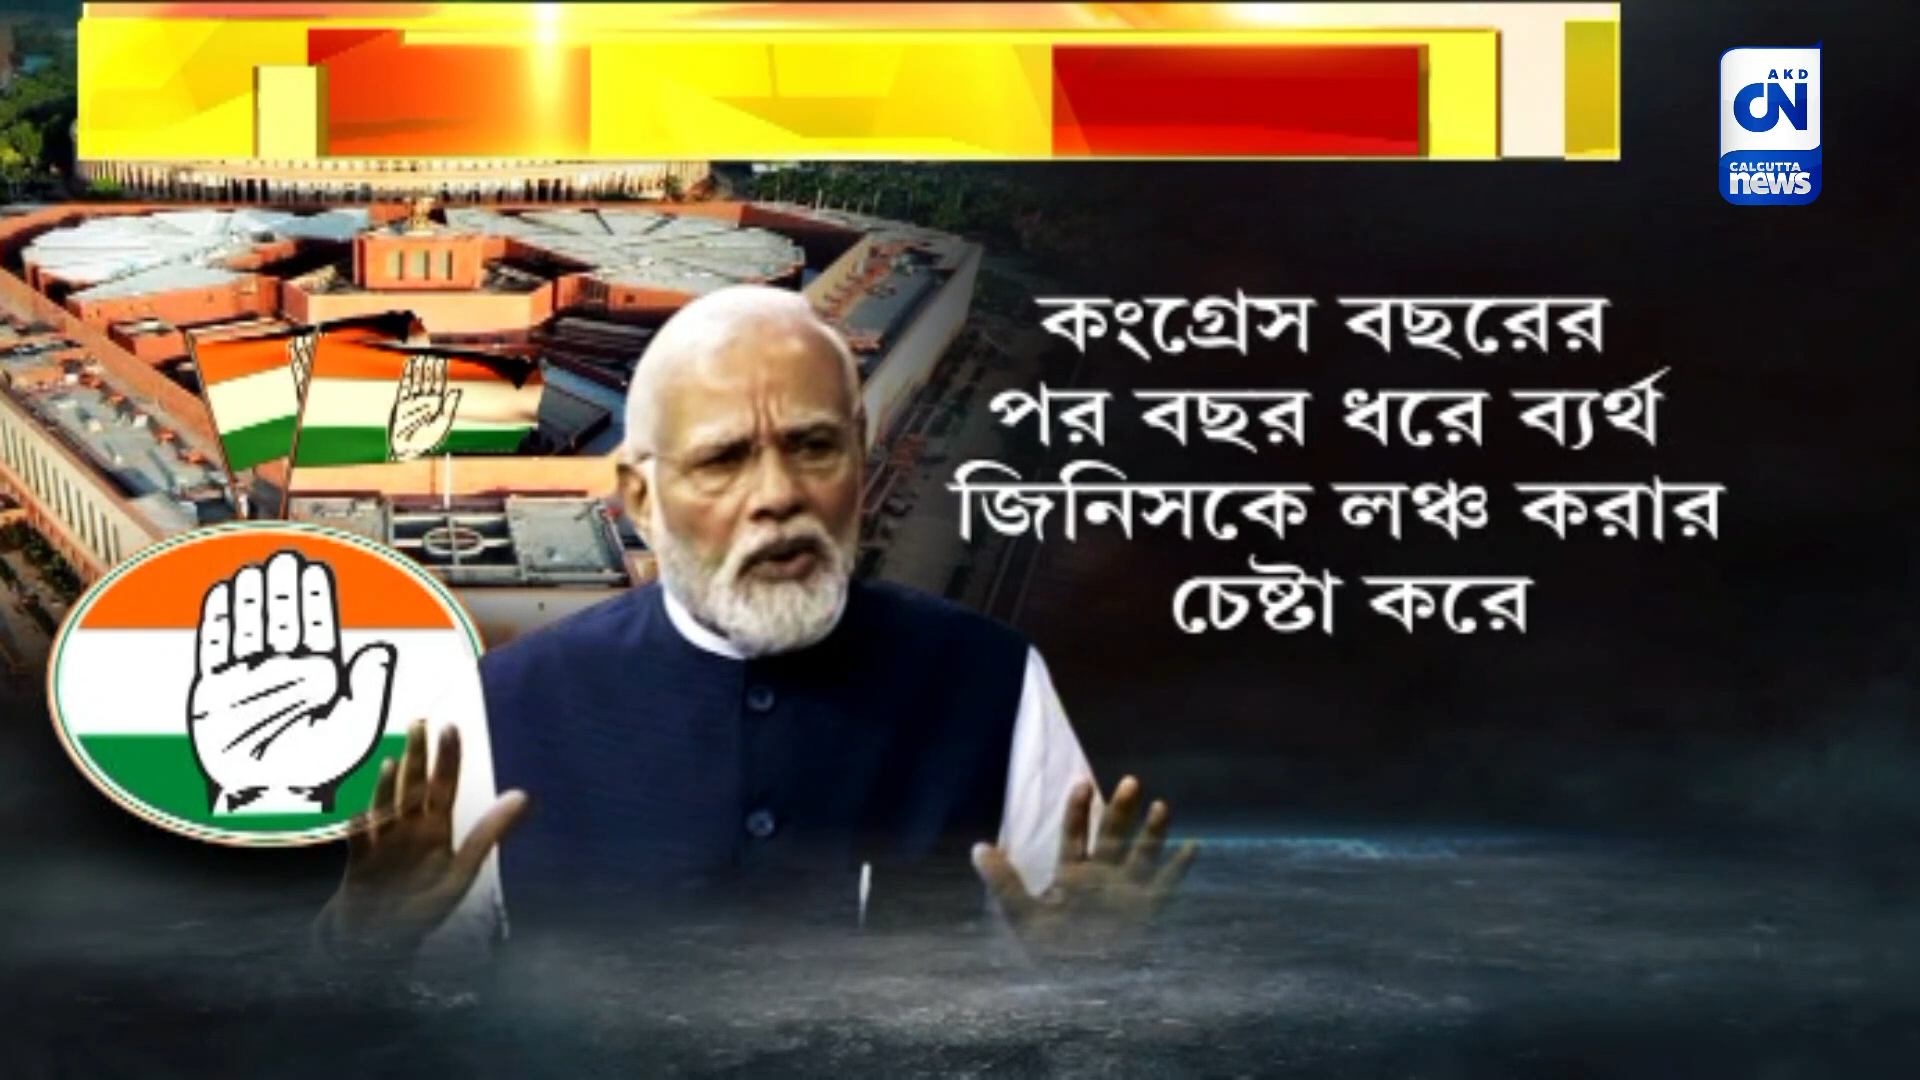 AKD
CN
CALCUTTA
news
কংগ্রেস বছরের
পর বছর ধরে ব্যর্থ
জিনিসকে লঞ্চ করার
চেষ্টা করে